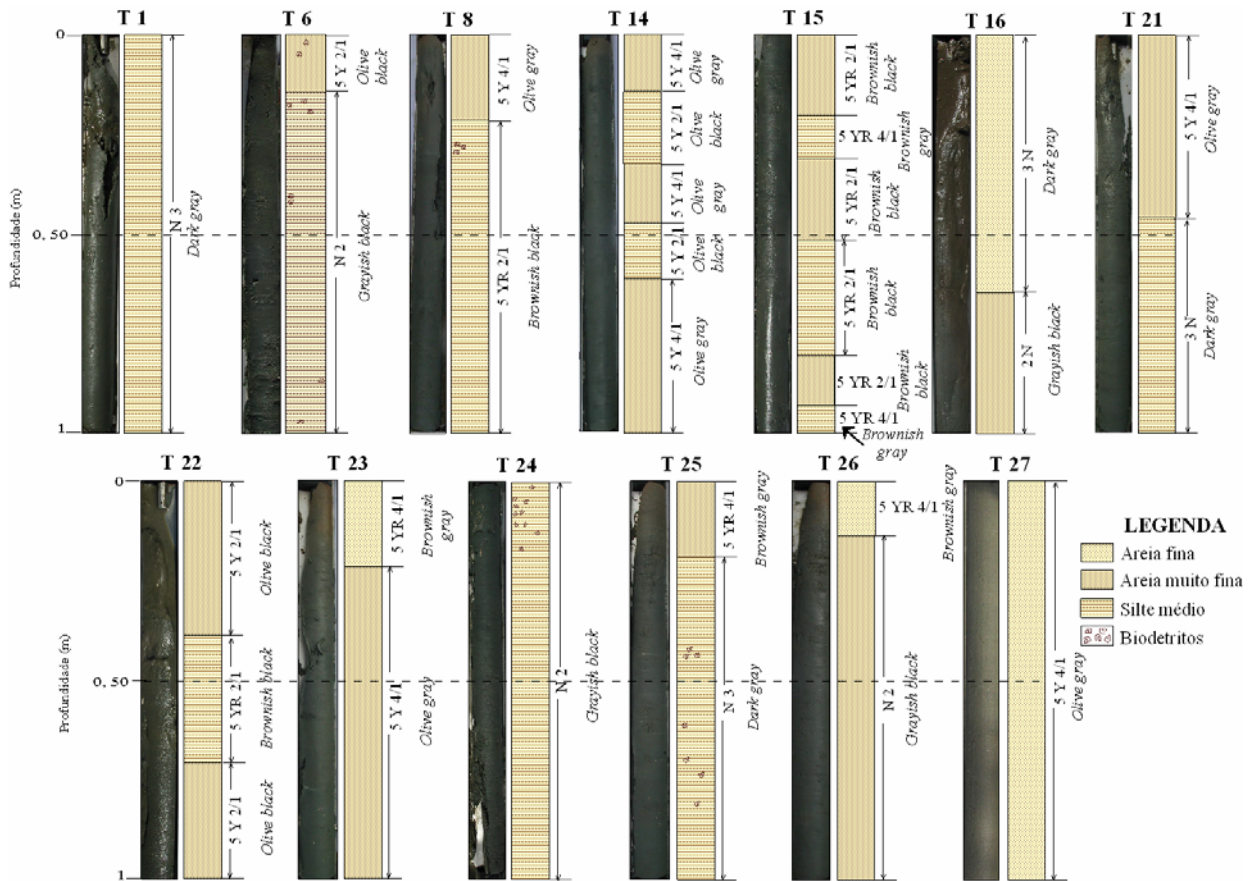 T 1
T 6
T 8
T 14
T 15
T 16
T 21
Profundidade (m)
0
0, 50
1
N 3
Dark gray
5 Y 2/1
Olive black
N 2
Grayish black
5 Y 4/1
Olive gray
5 YR 2/1
Brownish black
5 Y 4/1
Olive gray
5 Y 2/1
Olive black
5 Y 4/1
Olive gray
5 Y 2/1
Olive black
5 Y 4/1
Olive gray
5 YR 2/1
Brownish black
5 YR 4/1
Brownish gray
5 YR 2/1
Brownish black
5 YR 2/1
Brownish black
5 YR 2/1
Brownish black
5 YR 4/1
Brownish gray
3 N
Dark gray
2 N
Grayish black
5 Y 4/1
Olive gray
3 N
Dark gray
T 22
T 23
T 24
T 25
T 26
T 27
Profundidade (m)
0
0, 50
1
5 Y 2/1
Olive black
5 YR 2/1
Brownish black
5 Y 2/1
Olive black
5 YR 4/1
Brownish gray
5 Y 4/1
Olive gray
N 2
Grayish black
5 YR 4/1
Brownish gray
N 3
Dark gray
5 YR 4/1
Brownish gray
N 2
Grayish black
5 Y 4/1
Olive gray
LEGENDA
Areia fina
Areia muito fina
Silte médio
Biodetritos